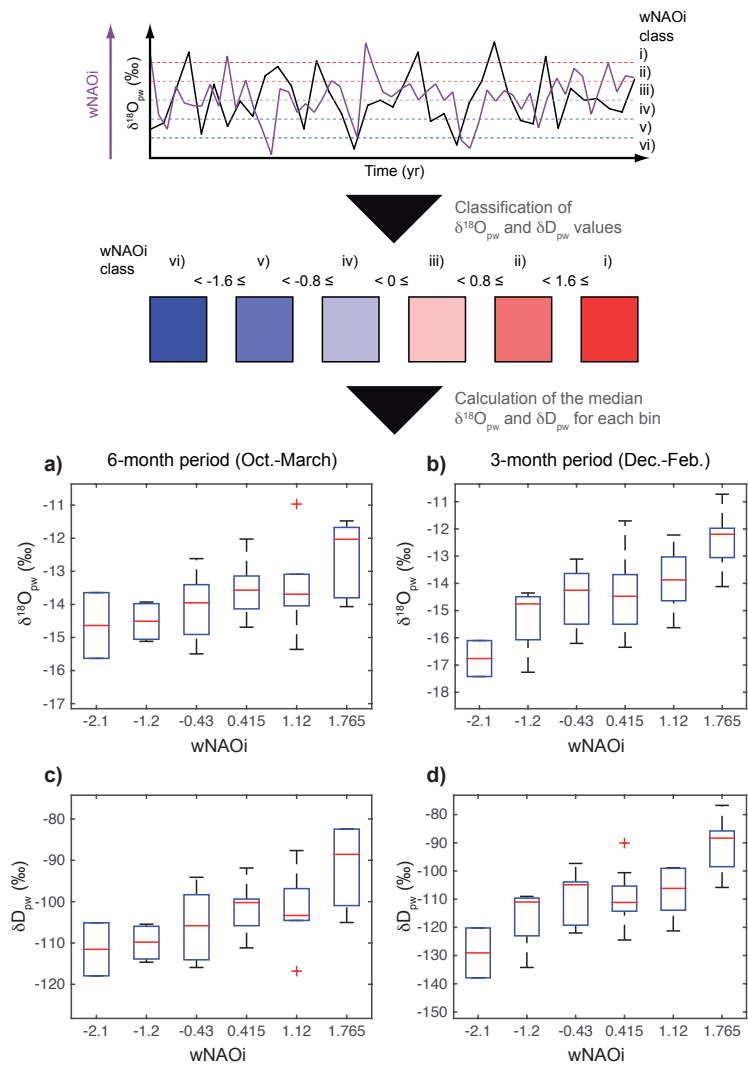 wNAOi
class
wNAOi
δ¹⁸Opw
(‰)
i)
ii)
iii)
iv)
v)
vi)
Time (yr)
Classification of
δ¹⁸Opw and δDpw values
wNAOi
class
vi) v) iv) iii) ii) i)
< -1.6 ≤ < -0.8 ≤ < 0 ≤ < 0.8 ≤ < 1.6 ≤
Calculation of the median
δ¹⁸Opw and δDpw for each bin
a) 6-month period (Oct.-March)
δ¹⁸Opw (‰)
-11
-12
-13
-14
-15
-16
-17
-2.1 -1.2 -0.43 0.415 1.12 1.765
wNAOi
b) 3-month period (Dec.-Feb.)
δ¹⁸Opw (‰)
-11
-12
-13
-14
-15
-16
-17
-18
-2.1 -1.2 -0.43 0.415 1.12 1.765
wNAOi
c)
δDpw (‰)
-80
-90
-100
-110
-120
-2.1 -1.2 -0.43 0.415 1.12 1.765
wNAOi
d)
δDpw (‰)
-80
-90
-100
-110
-120
-130
-140
-150
-2.1 -1.2 -0.43 0.415 1.12 1.765
wNAOi